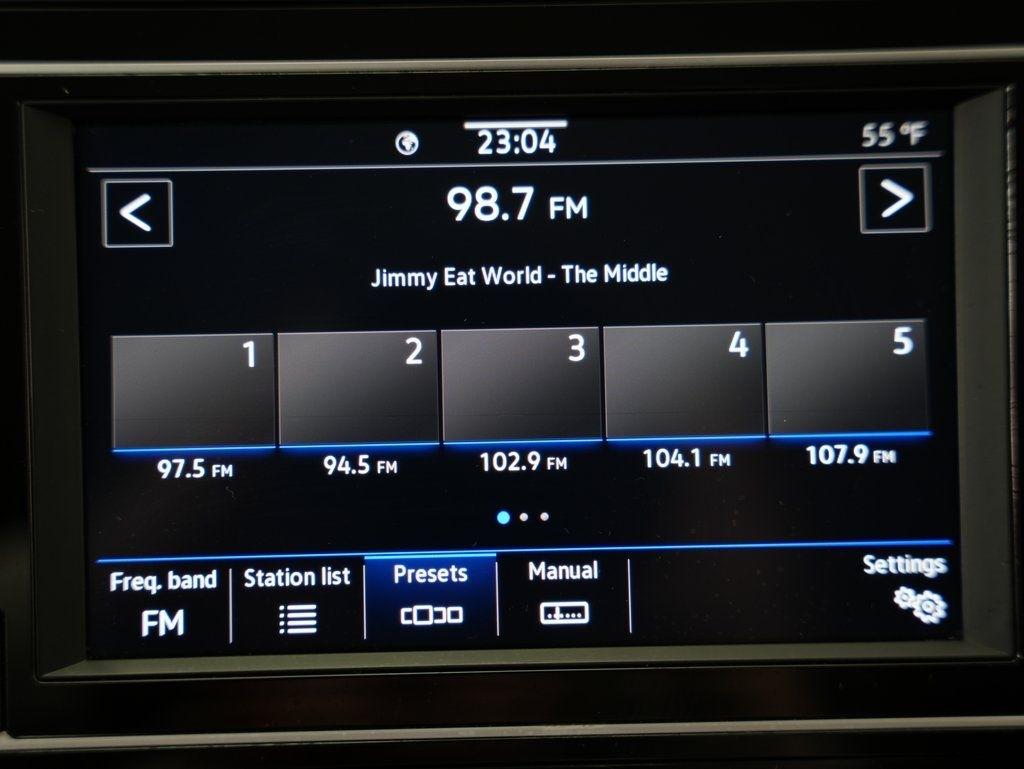 23:04
55 °F
<
98.7 FM
>
Jimmy Eat World - The Middle
1 2 3 4 5
97.5 FM 94.5 FM 102.9 FM 104.1 FM 107.9 FM
Freq. band Station list Presets Manual Settings
FM